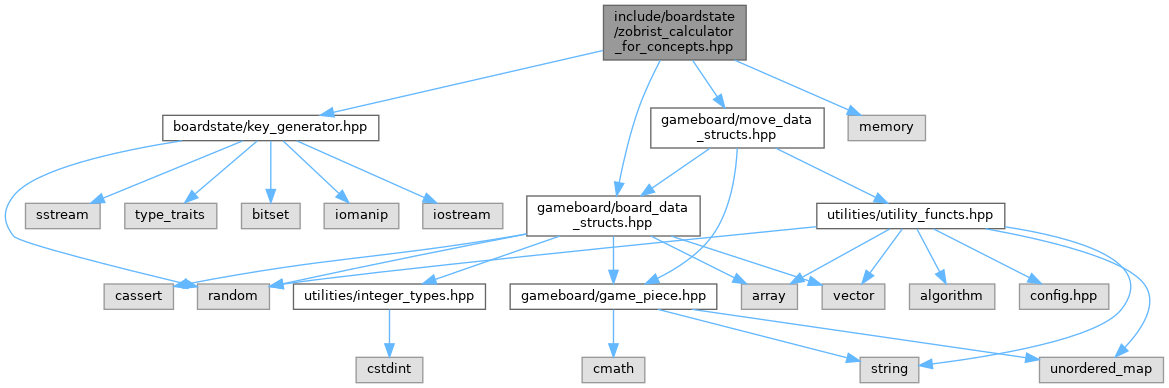 include/boardstate
/zobrist_calculator
_for_concepts.hpp
boardstate/key_generator.hpp
gameboard/move_data
_structs.hpp
memory
sstream
type_traits
bitset
iomanip
iostream
gameboard/board_data
_structs.hpp
utilities/utility_functs.hpp
cassert
random
utilities/integer_types.hpp
gameboard/game_piece.hpp
array
vector
algorithm
config.hpp
cstdint
cmath
string
unordered_map